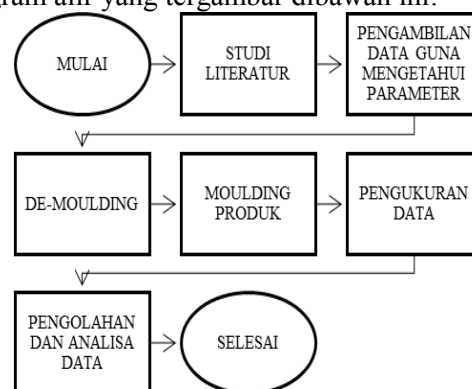 gram alir yang tergambar dibawah ini:
MULAI
STUDI
LITERATUR
PENGAMBILAN
DATA GUNA
MENGETAHUI
PARAMETER
DE-MOULDING
MOULDING
PRODUK
PENGUKURAN
DATA
PENGOLAHAN
DAN ANALISA
DATA
SELESAI